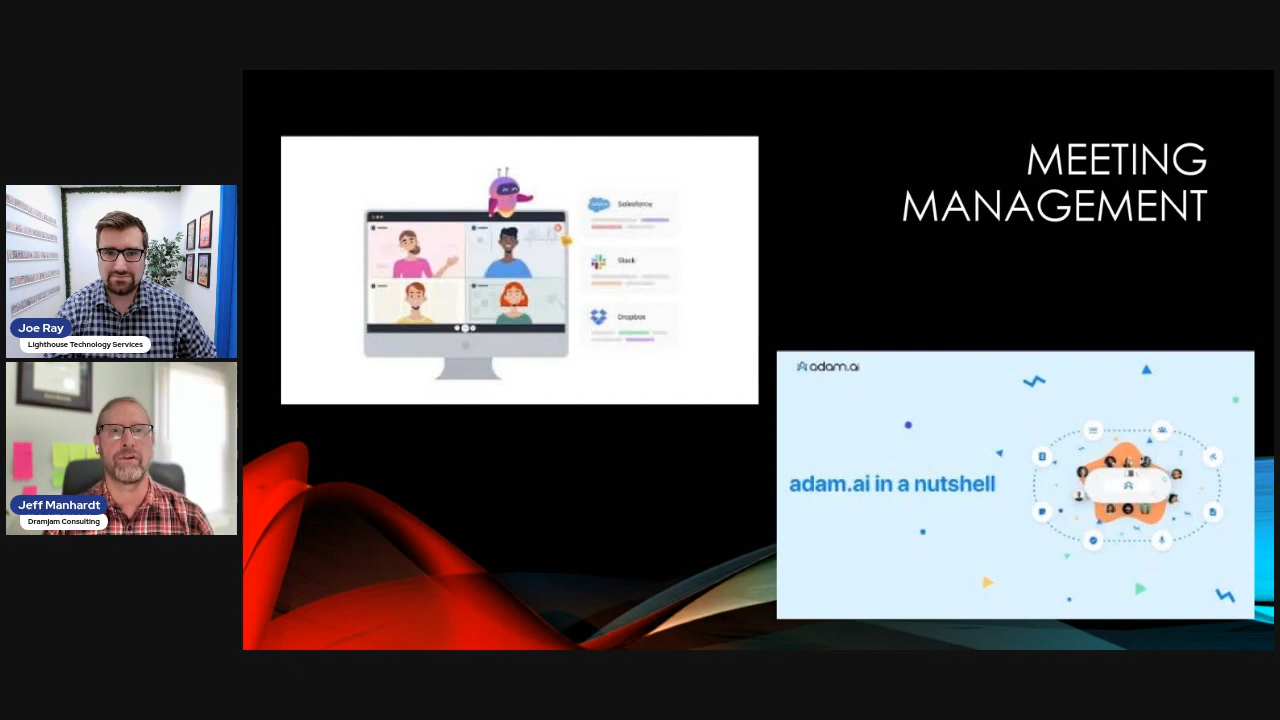 Joe Ray
Lighthouse Technology Services
Jeff Manhardt
Dramjam Consulting
MEETING
MANAGEMENT
Salesforce
Slack
Dropbox
adam.ai
adam.ai in a nutshell